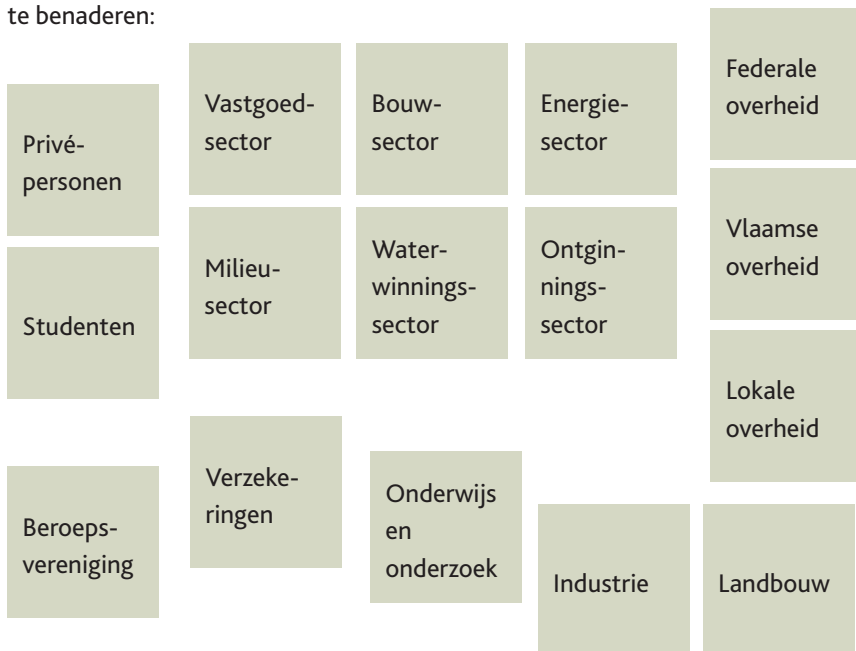 te benaderen:
Privé-
personen
Studenten
Beroeps-
vereniging
Vastgoed-
sector
Bouw-
sector
Energie-
sector
Milieu-
sector
Water-
winnings-
sector
Ontgin-
nings-
sector
Verzeke-
ringen
Onderwijs
en
onderzoek
Industrie
Landbouw
Federale
overheid
Vlaamse
overheid
Lokale
overheid